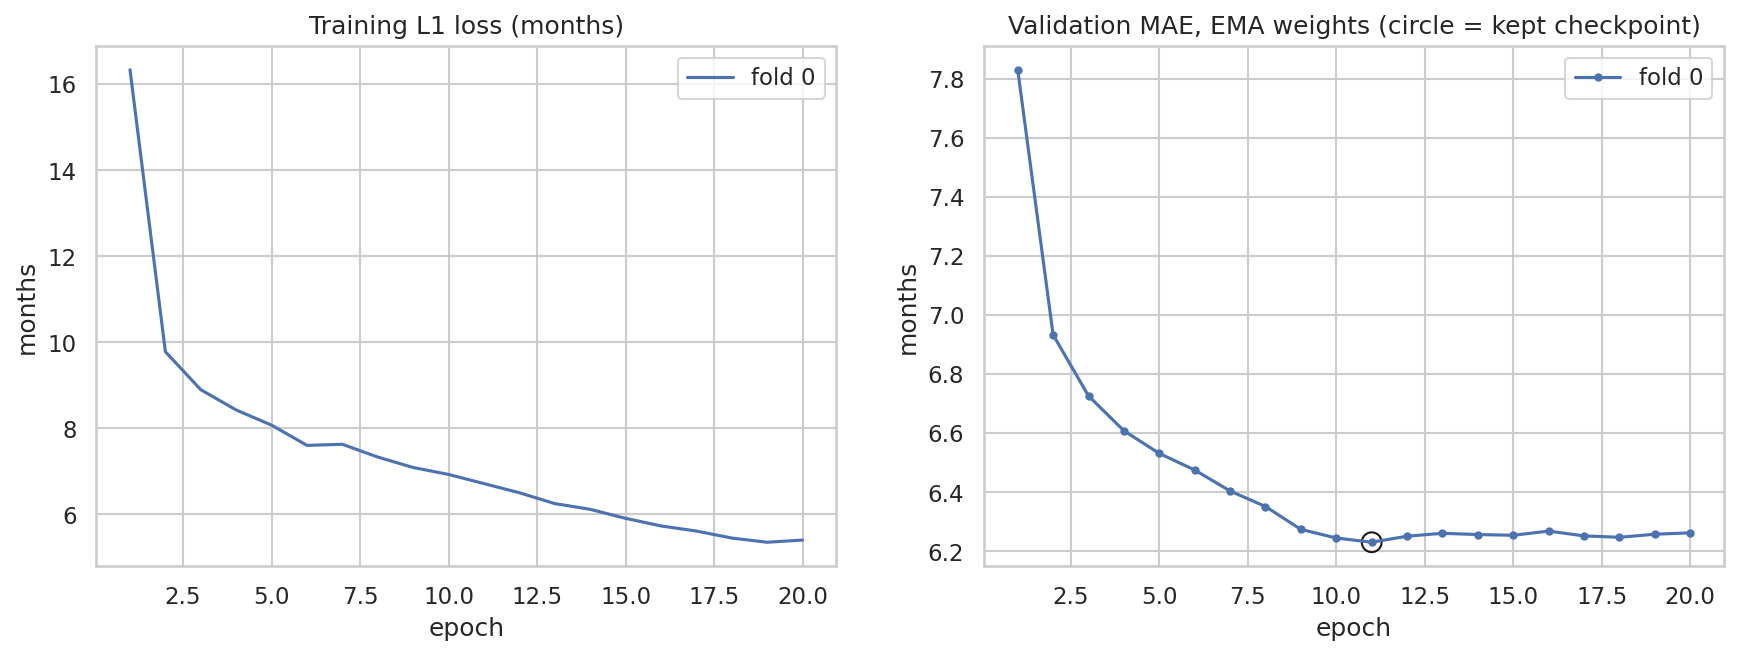 Training L1 loss (months)
fold 0
16
14
12
10
8
6
months
2.5 5.0 7.5 10.0 12.5 15.0 17.5 20.0
epoch
Validation MAE, EMA weights (circle = kept checkpoint)
fold 0
7.8
7.6
7.4
7.2
7.0
6.8
6.6
6.4
6.2
months
2.5 5.0 7.5 10.0 12.5 15.0 17.5 20.0
epoch